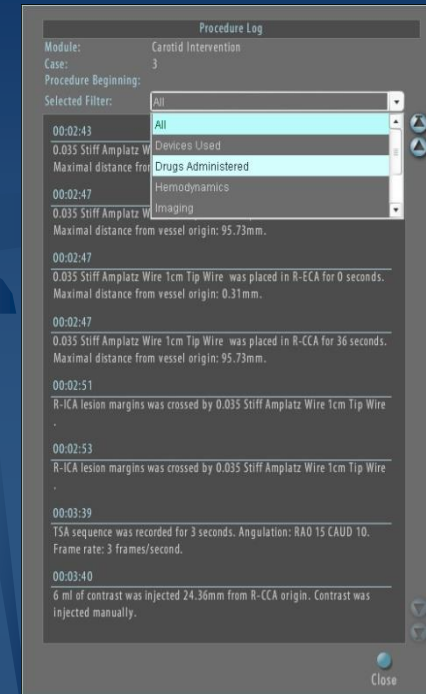 Procedure Log
Module: Carotid Intervention
Case: 3
Procedure Beginning:
Selected Filter: All
All
Devices Used
Drugs Administered
Hemodynamics
Imaging
00:02:43
0.035 Stiff Amplatz W
Maximal distance fro
00:02:47
0.035 Stiff Amplatz W
Maximal distance from vessel origin: 95.73mm.
00:02:47
0.035 Stiff Amplatz Wire 1cm Tip Wire was placed in R-ECA for 0 seconds.
Maximal distance from vessel origin: 0.31mm.
00:02:47
0.035 Stiff Amplatz Wire 1cm Tip Wire was placed in R-CCA for 36 seconds.
Maximal distance from vessel origin: 95.73mm.
00:02:51
R-ICA lesion margins was crossed by 0.035 Stiff Amplatz Wire 1cm Tip Wire
.
00:02:53
R-ICA lesion margins was crossed by 0.035 Stiff Amplatz Wire 1cm Tip Wire
.
00:03:39
TSA sequence was recorded for 3 seconds. Angulation: RAO 15 CAUD 10.
Frame rate: 3 frames/second.
00:03:40
6 ml of contrast was injected 24.36mm from R-CCA origin. Contrast was
injected manually.
Close